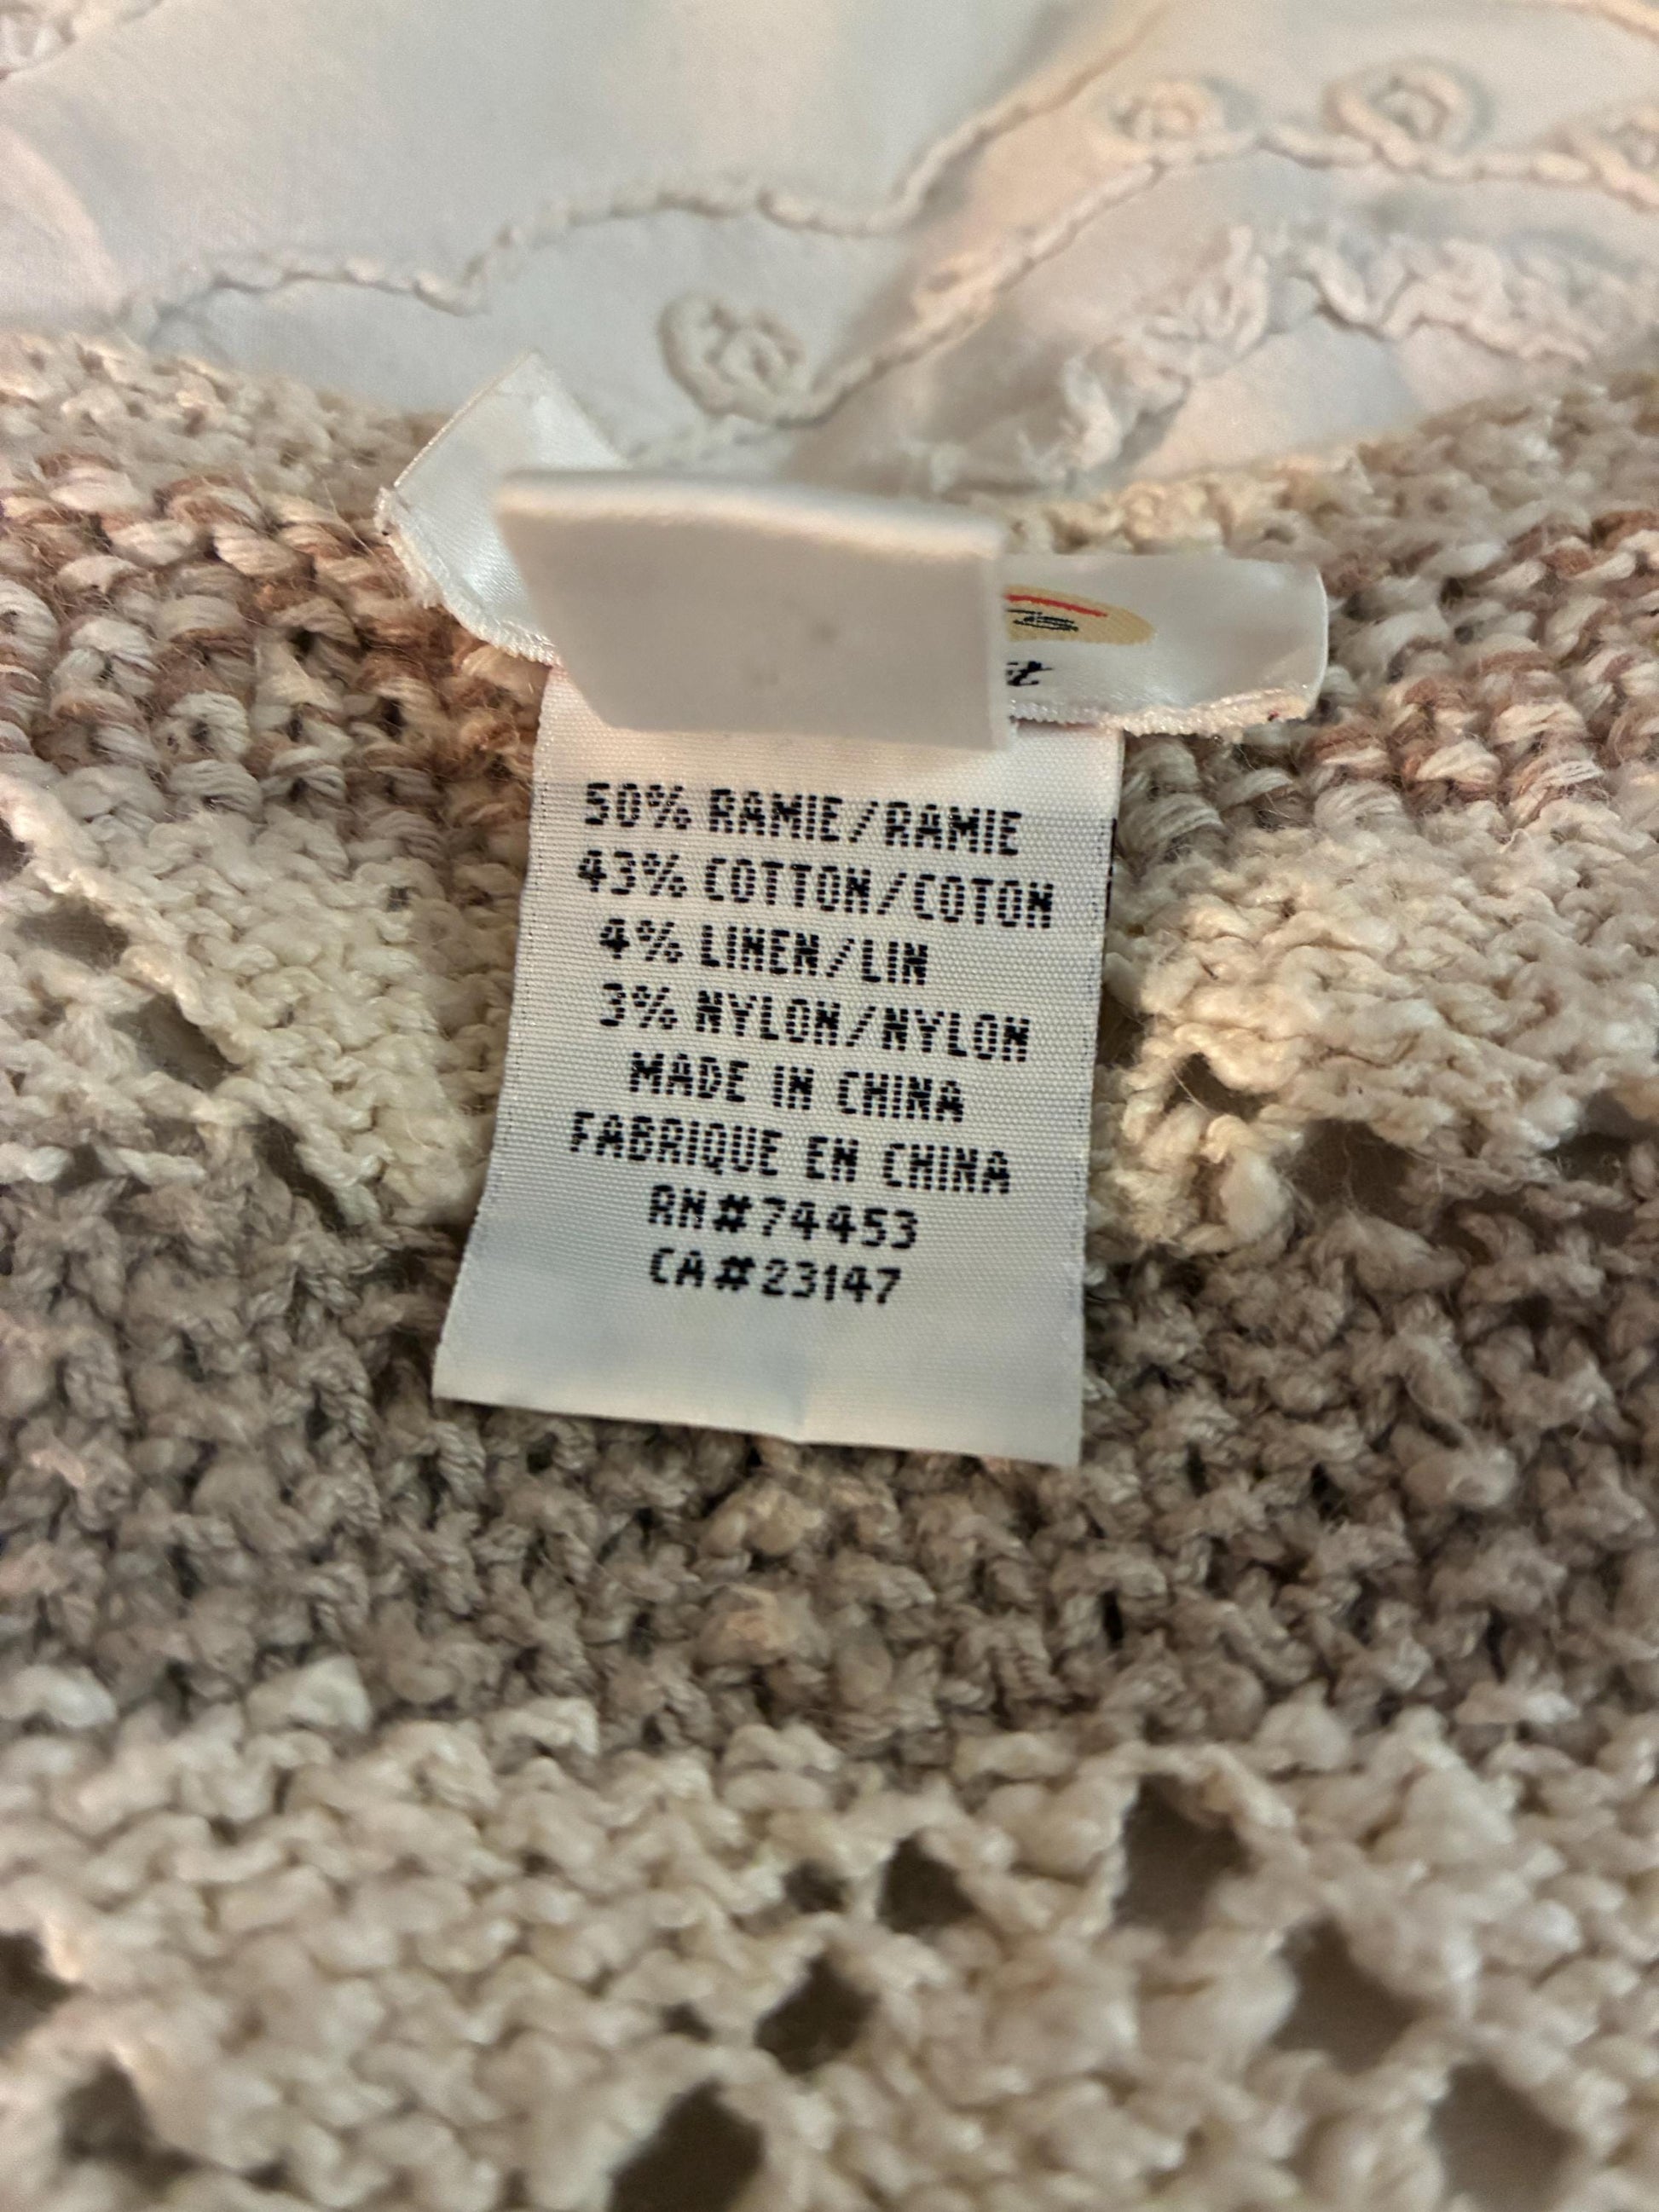 50% RAMIE/RAMIE
43% COTTON/COTON
4% LINEN/LIN
3% NYLON/NYLON
MADE IN CHINA
FABRIQUE EN CHINA
RN#74453
CA#23147